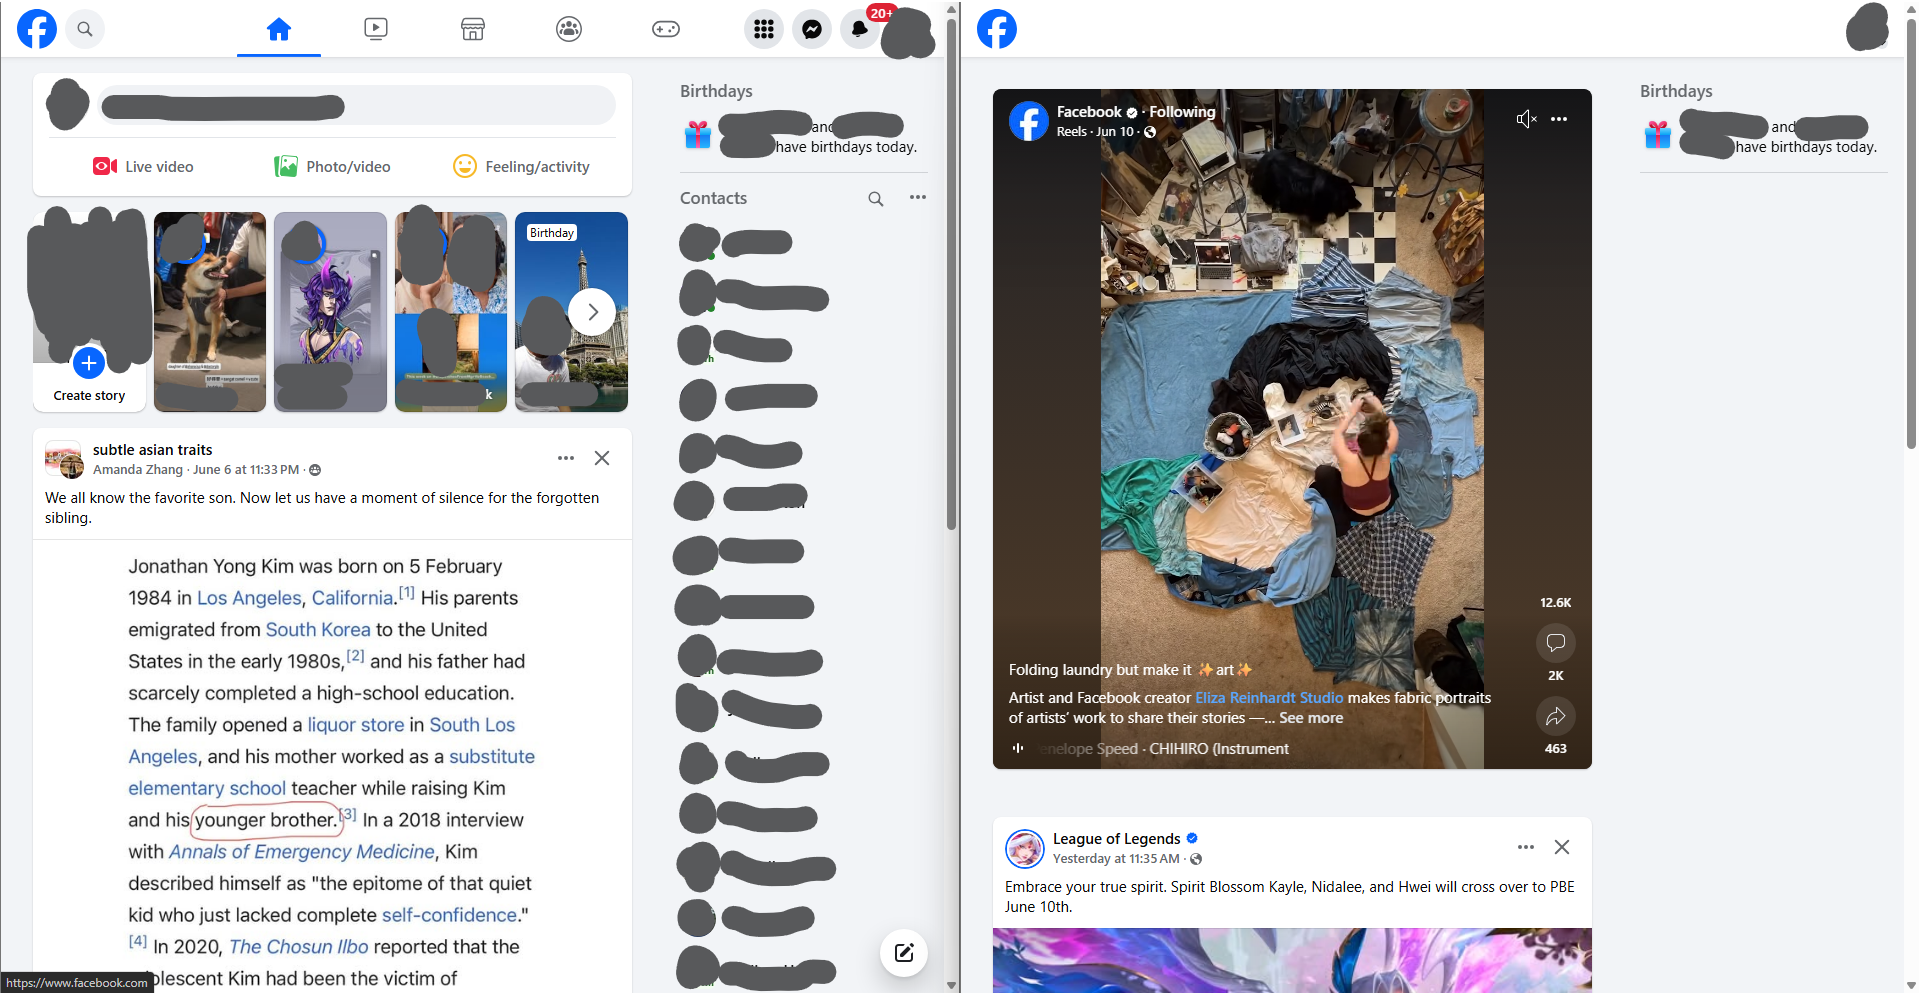 20+
Live video
Photo/video
Feeling/activity
Create story
Birthday
subtle asian traits
Amanda Zhang · June 6 at 11:33 PM ·
We all know the favorite son. Now let us have a moment of silence for the forgotten
sibling.
Jonathan Yong Kim was born on 5 February
1984 in Los Angeles, California.[1] His parents
emigrated from South Korea to the United
States in the early 1980s,[2] and his father had
scarcely completed a high-school education.
The family opened a liquor store in South Los
Angeles, and his mother worked as a substitute
elementary school teacher while raising Kim
and his younger brother.[3] In a 2018 interview
with Annals of Emergency Medicine, Kim
described himself as "the epitome of that quiet
kid who just lacked complete self-confidence."
[4] In 2020, The Chosun Ilbo reported that the
Kim had been the victim of
https://www.facebook.com
Birthdays
and
have birthdays today.
Contacts
Facebook · Following
Reels · Jun 10 ·
Folding laundry but make it ✨art✨
Artist and Facebook creator Eliza Reinhardt Studio makes fabric portraits
of artists' work to share their stories —... See more
Speed · CHIHIRO (Instrument
12.6K
2K
463
League of Legends
Yesterday at 11:35 AM ·
Embrace your true spirit. Spirit Blossom Kayle, Nidalee, and Hwei will cross over to PBE
June 10th.
Birthdays
and
have birthdays today.